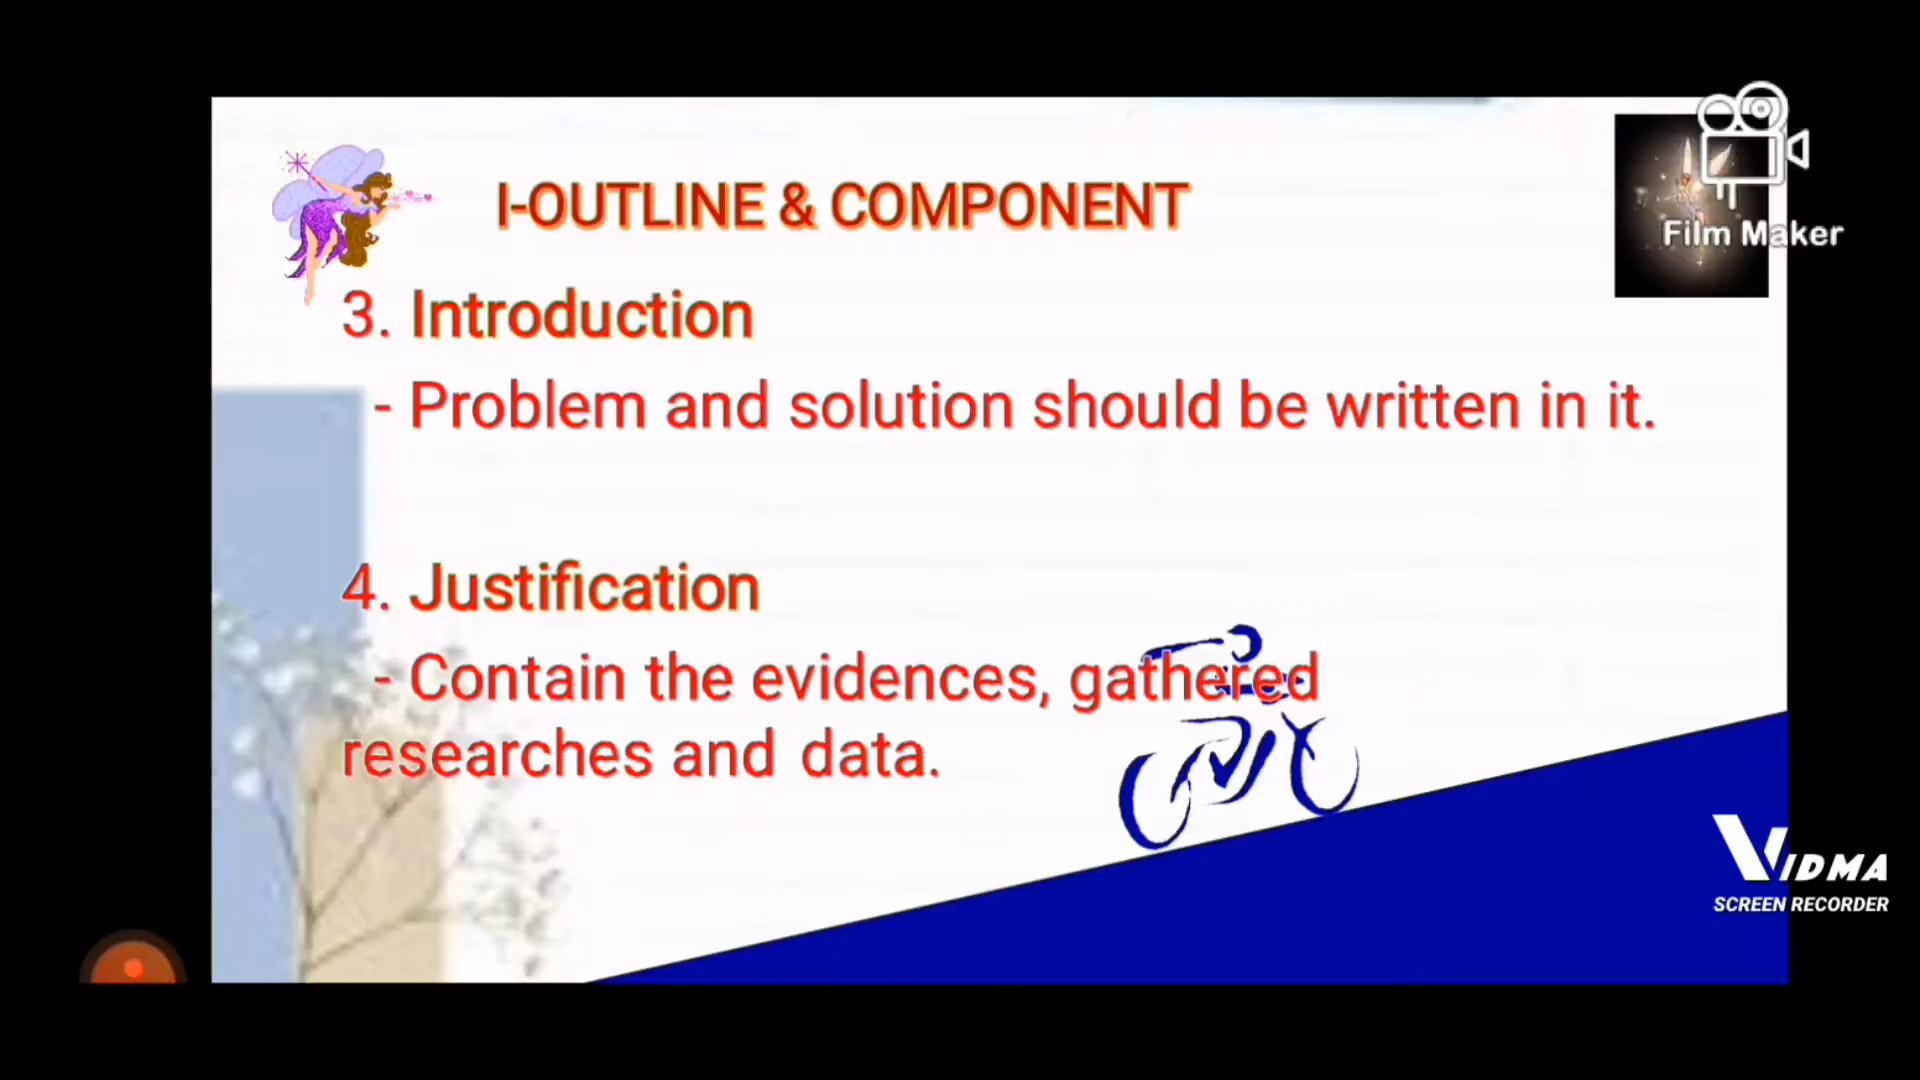 I-OUTLINE & COMPONENT
Film Maker
3. Introduction
- Problem and solution should be written in it.
4. Justification
- Contain the evidences, gathered
researches and data.
VIDMA
SCREEN RECORDER